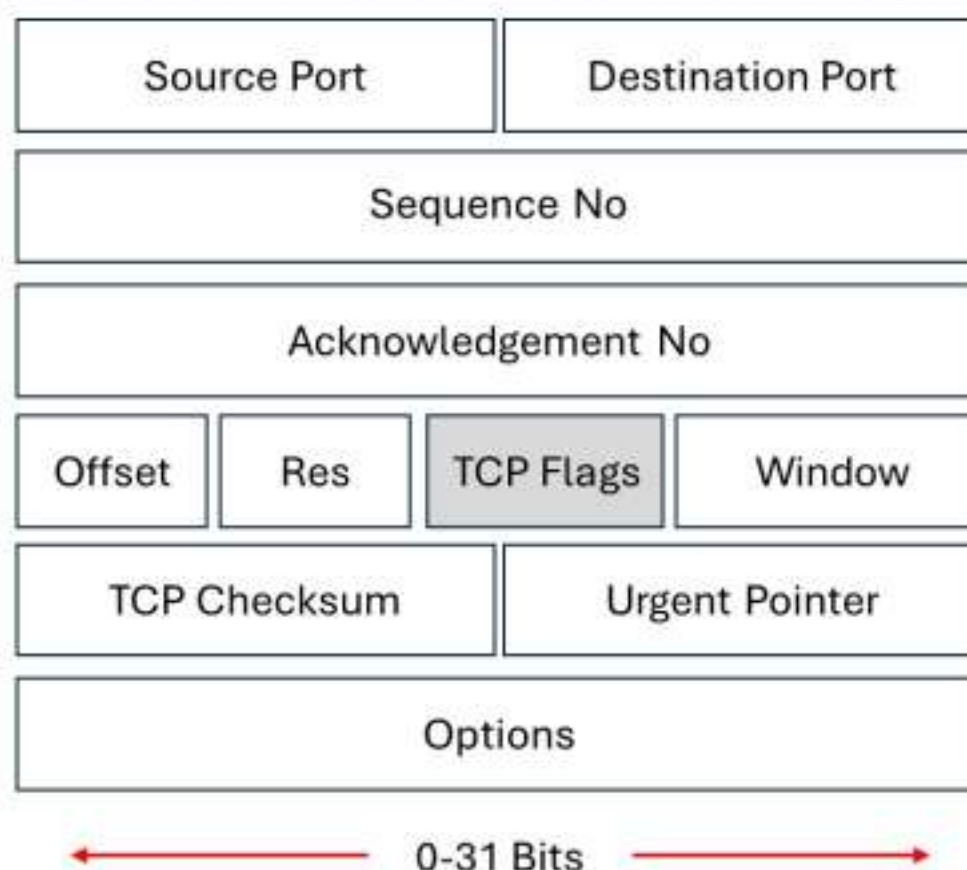 Source Port Destination Port
Sequence No
Acknowledgement No
Offset Res TCP Flags Window
TCP Checksum Urgent Pointer
Options
0-31 Bits